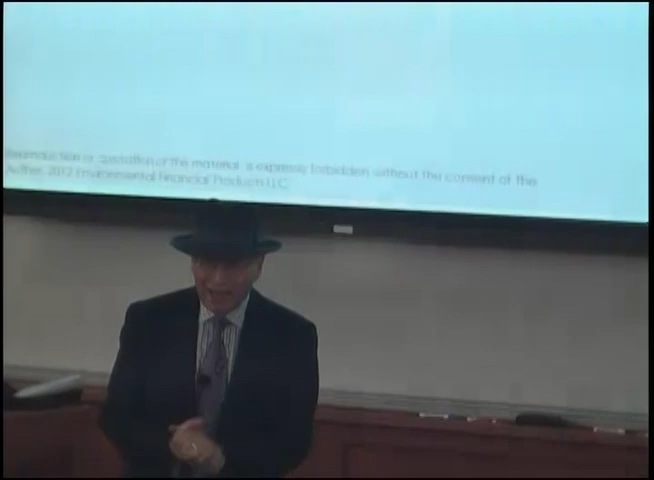 Reproduction or quotation of the material is expressly forbidden without the consent of the
Author, 2012 Environmental Financial Products LLC